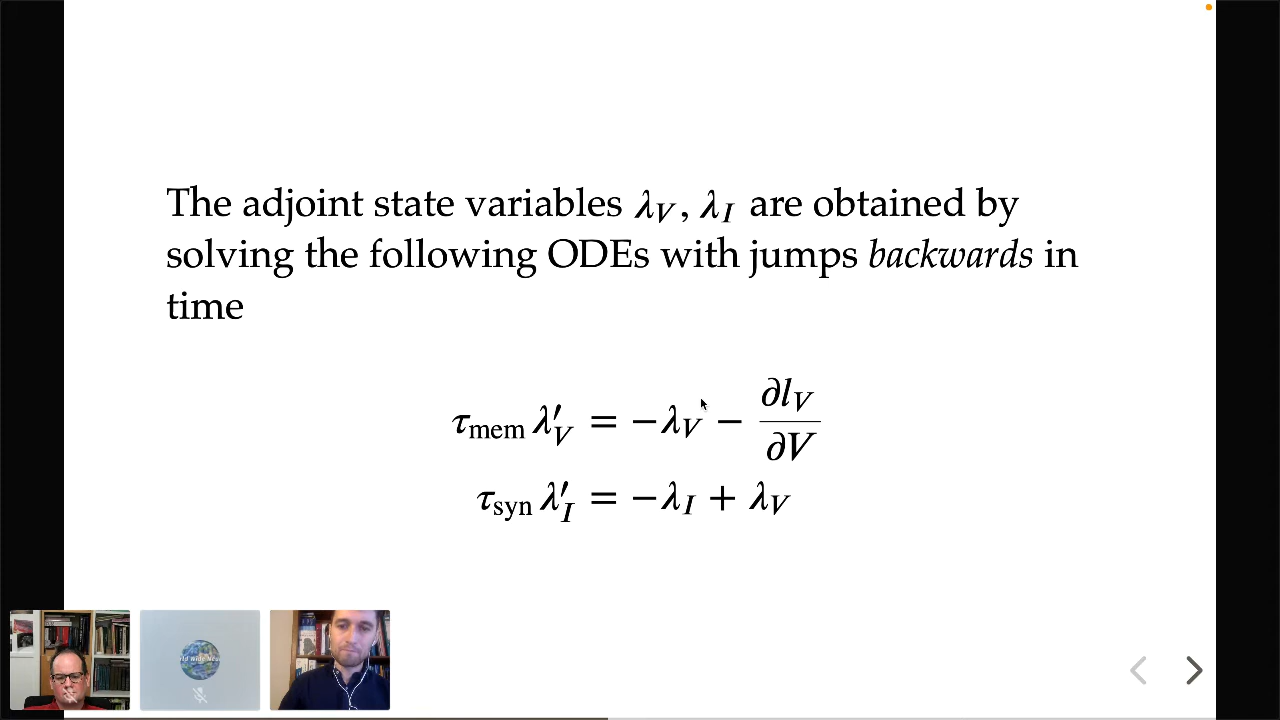 The adjoint state variables λ_V, λ_I are obtained by
solving the following ODEs with jumps backwards in
time
τ_mem λ'_V = −λ_V − ∂l_V/∂V
τ_syn λ'_I = −λ_I + λ_V